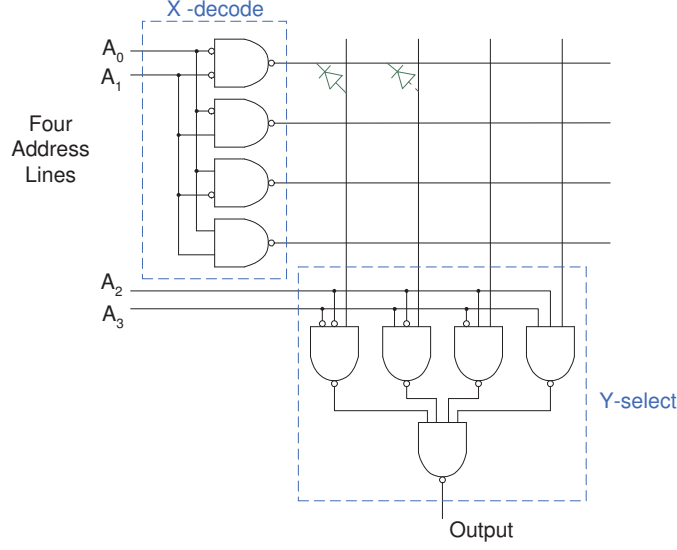 X -decode
A0
A1
Four
Address
Lines
A2
A3
Y-select
Output